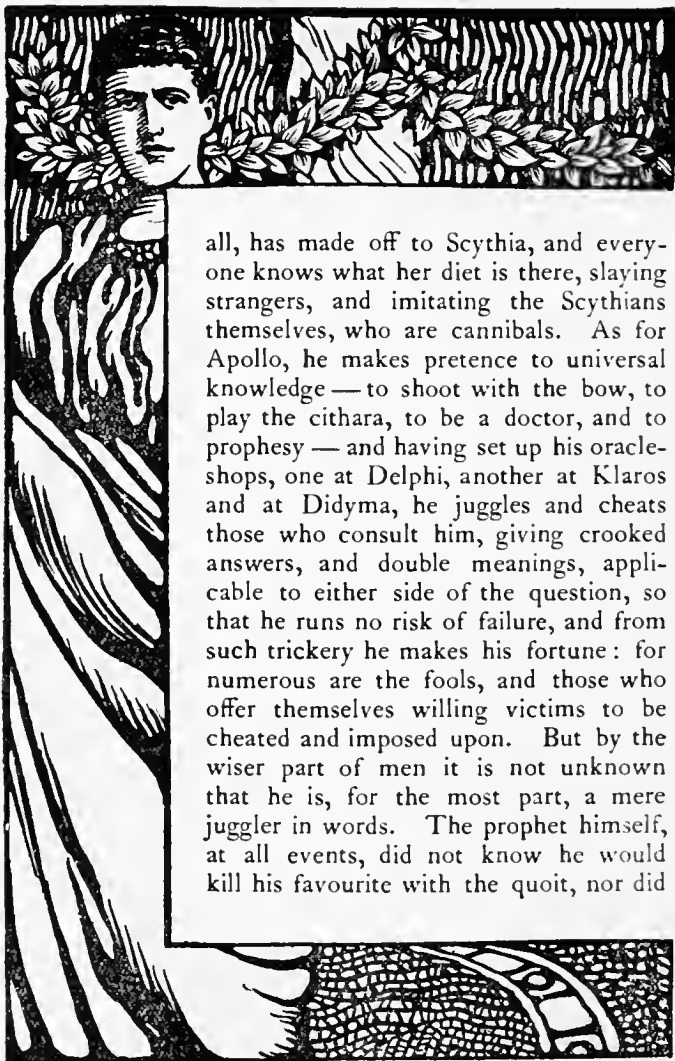 all, has made off to Scythia, and every-
one knows what her diet is there, slaying
strangers, and imitating the Scythians
themselves, who are cannibals. As for
Apollo, he makes pretence to universal
knowledge — to shoot with the bow, to
play the cithara, to be a doctor, and to
prophesy — and having set up his oracle-
shops, one at Delphi, another at Klaros
and at Didyma, he juggles and cheats
those who consult him, giving crooked
answers, and double meanings, appli-
cable to either side of the question, so
that he runs no risk of failure, and from
such trickery he makes his fortune : for
numerous are the fools, and those who
offer themselves willing victims to be
cheated and imposed upon. But by the
wiser part of men it is not unknown
that he is, for the most part, a mere
juggler in words. The prophet himself,
at all events, did not know he would
kill his favourite with the quoit, nor did